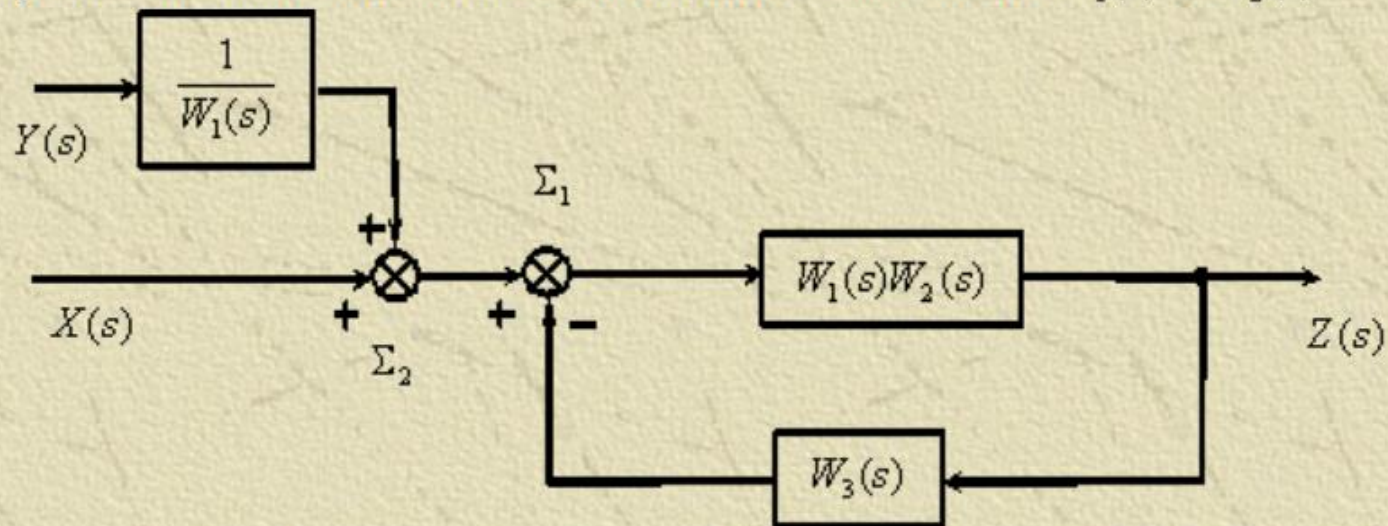 1
W₁(s)
Y(s)
Σ₁
+
W₁(s)W₂(s)
X(s)
+
+
−
Z(s)
Σ₂
W₃(s)